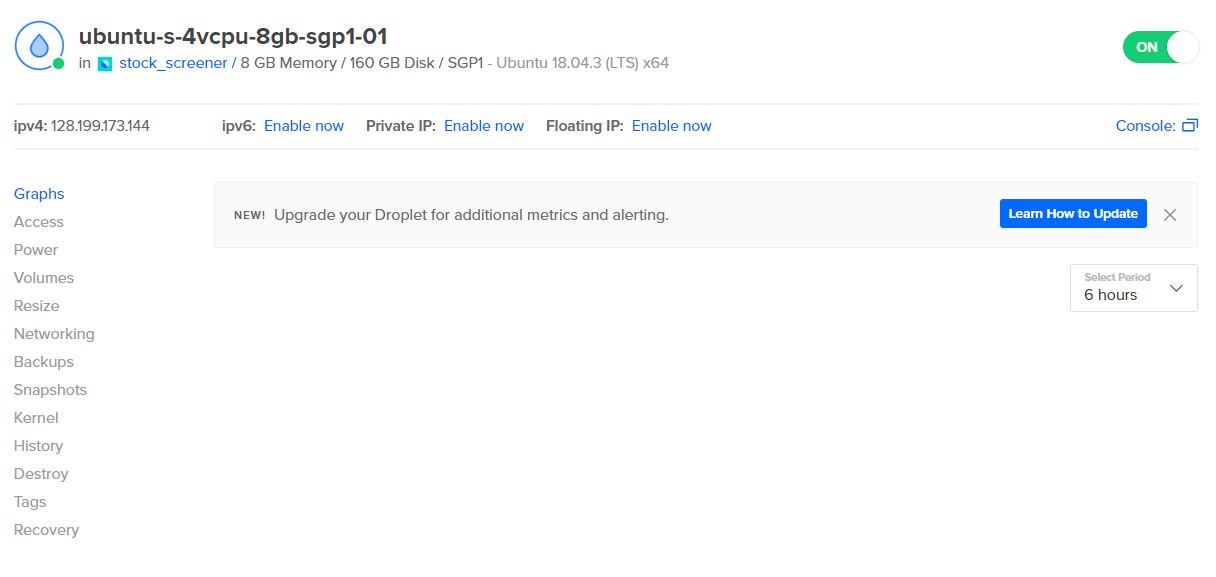 ubuntu-s-4vcpu-8gb-sgp1-01
ON
in stock_screener / 8 GB Memory / 160 GB Disk / SGP1 - Ubuntu 18.04.3 (LTS) x64
ipv4: 128.199.173.144 ipv6: Enable now Private IP: Enable now Floating IP: Enable now Console:
Graphs
Access
Power
Volumes
Resize
Networking
Backups
Snapshots
Kernel
History
Destroy
Tags
Recovery
NEW! Upgrade your Droplet for additional metrics and alerting. Learn How to Update
Select Period
6 hours